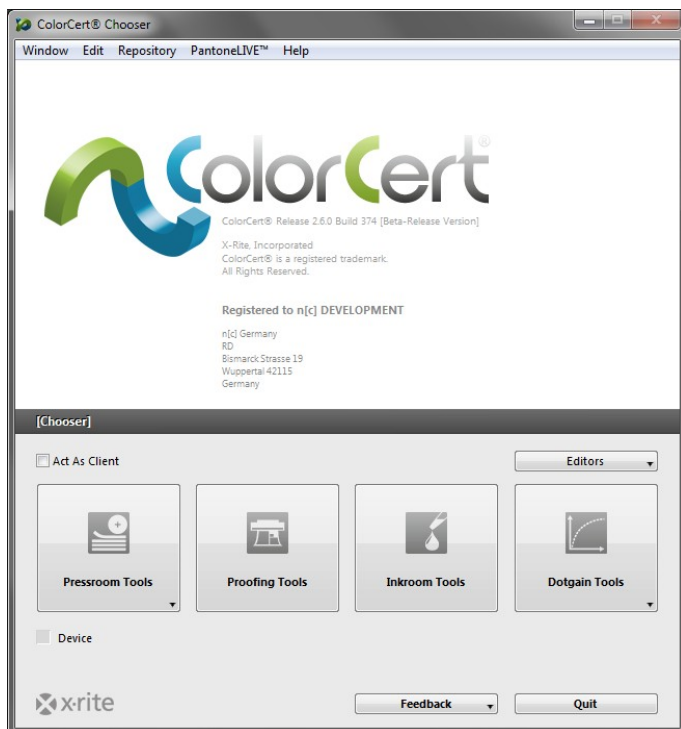 ColorCert® Chooser
Window Edit Repository PantoneLIVE™ Help
ColorCert®
ColorCert® Release 2.6.0 Build 374 [Beta-Release Version]
X-Rite, Incorporated
ColorCert® is a registered trademark.
All Rights Reserved.
Registered to n[c] DEVELOPMENT
n[c] Germany
RD
Bismarck Strasse 19
Wuppertal 42115
Germany
[Chooser]
Act As Client
Editors
Pressroom Tools
Proofing Tools
Inkroom Tools
Dotgain Tools
Device
x·rite
Feedback
Quit